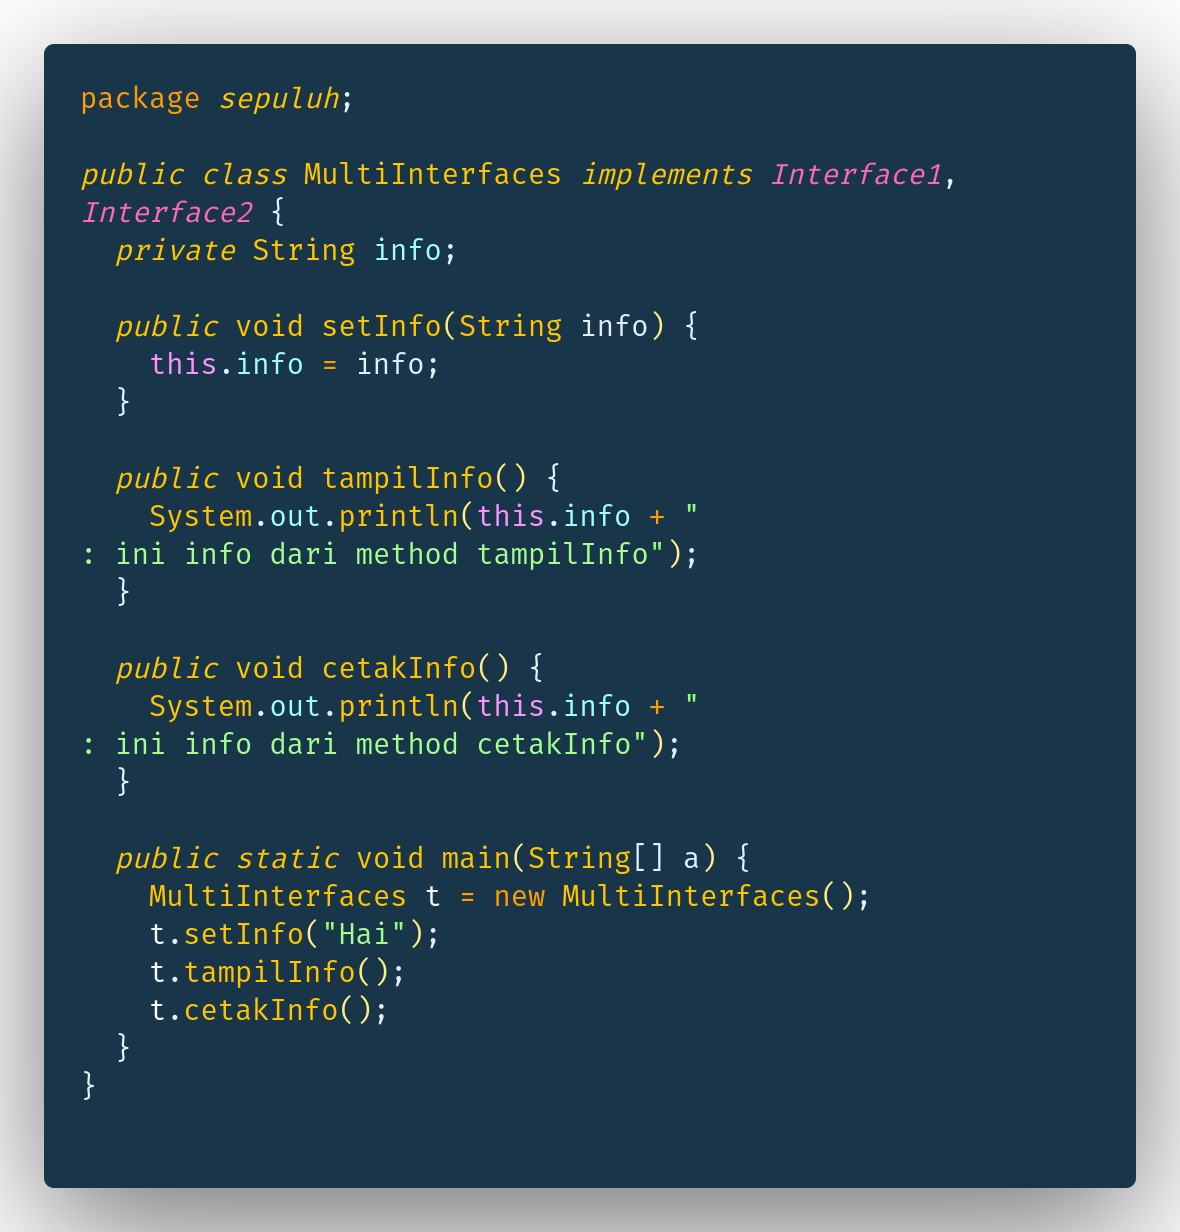 package sepuluh;

public class MultiInterfaces implements Interface1,
Interface2 {
  private String info;

  public void setInfo(String info) {
    this.info = info;
  }

  public void tampilInfo() {
    System.out.println(this.info + "
: ini info dari method tampilInfo");
  }

  public void cetakInfo() {
    System.out.println(this.info + "
: ini info dari method cetakInfo");
  }

  public static void main(String[] a) {
    MultiInterfaces t = new MultiInterfaces();
    t.setInfo("Hai");
    t.tampilInfo();
    t.cetakInfo();
  }
}